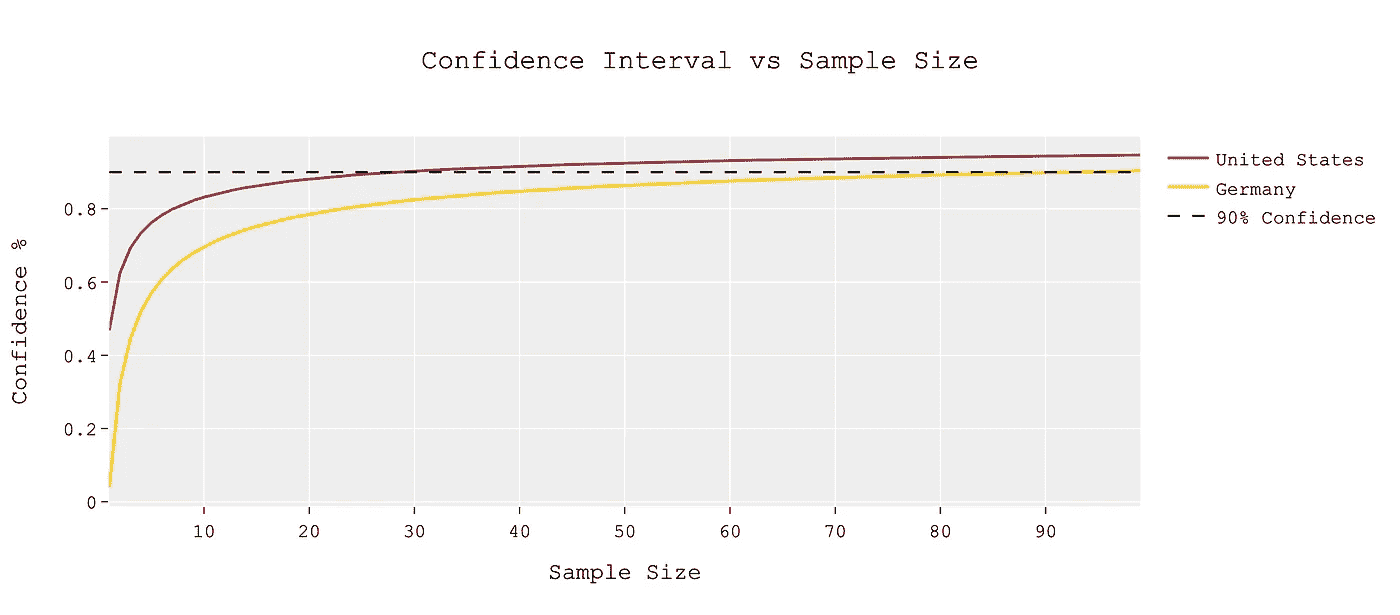 Confidence Interval vs Sample Size
United States
Germany
90% Confidence
Confidence %
0.8
0.6
0.4
0.2
0
10 20 30 40 50 60 70 80 90
Sample Size